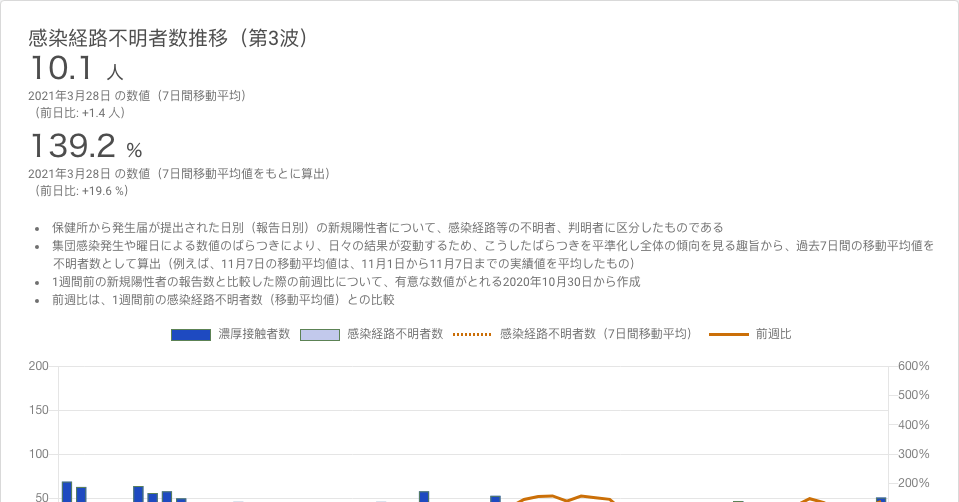 感染経路不明者数推移（第3波）
10.1 人
2021年3月28日 の数値（7日間移動平均）
（前日比: +1.4 人）
139.2 %
2021年3月28日 の数値（7日間移動平均値をもとに算出）
（前日比: +19.6 %）
• 保健所から発生届が提出された日別（報告日別）の新規陽性者について、感染経路等の不明者、判明者に区分したものである
• 集団感染発生や曜日による数値のばらつきにより、日々の結果が変動するため、こうしたばらつきを平準化し全体の傾向を見る趣旨から、過去7日間の移動平均値を
不明者数として算出（例えば、11月7日の移動平均値は、11月1日から11月7日までの実績値を平均したもの）
• 1週間前の新規陽性者の報告数と比較した際の前週比について、有意な数値がとれる2020年10月30日から作成
• 前週比は、1週間前の感染経路不明者数（移動平均値）との比較
濃厚接触者数 感染経路不明者数 感染経路不明者数（7日間移動平均） 前週比
200 600%
500%
150
400%
100 300%
200%
50